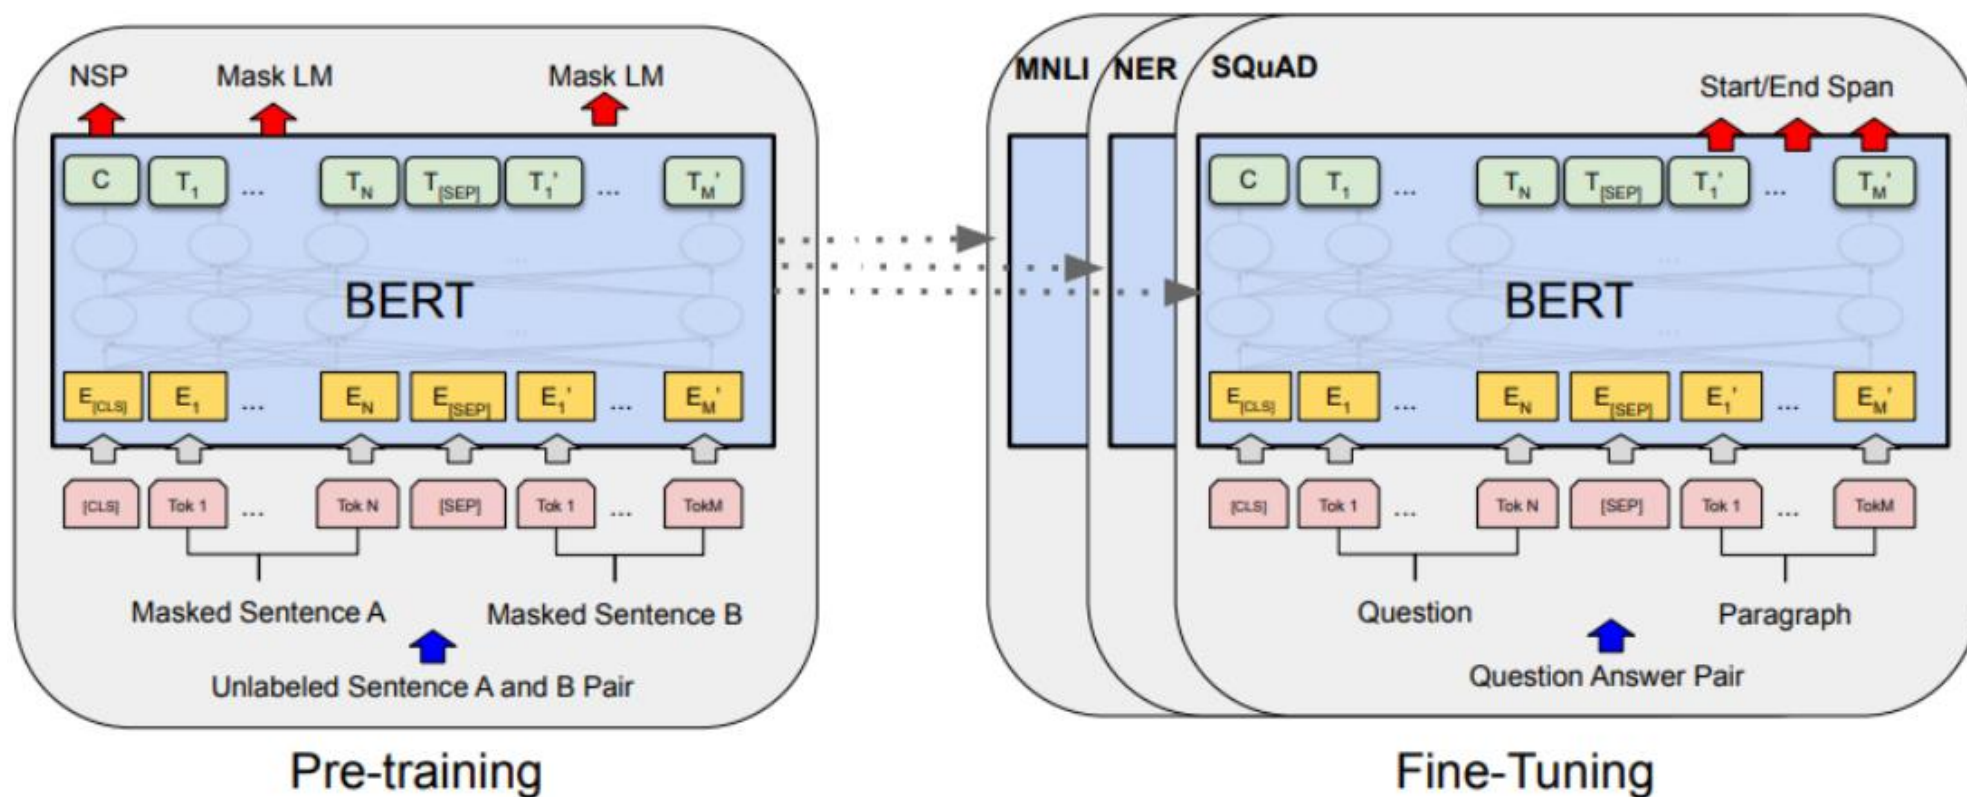 NSP Mask LM Mask LM
C T1 ... TN T[SEP] T1' ... TM'
BERT
E[CLS] E1 ... EN E[SEP] E1' ... EM'
[CLS] Tok 1 ... Tok N [SEP] Tok 1 ... TokM
Masked Sentence A Masked Sentence B
Unlabeled Sentence A and B Pair
Pre-training
MNLI NER SQuAD
Start/End Span
C T1 ... TN T[SEP] T1' ... TM'
BERT
E[CLS] E1 ... EN E[SEP] E1' ... EM'
[CLS] Tok 1 ... Tok N [SEP] Tok 1 ... TokM
Question Paragraph
Question Answer Pair
Fine-Tuning